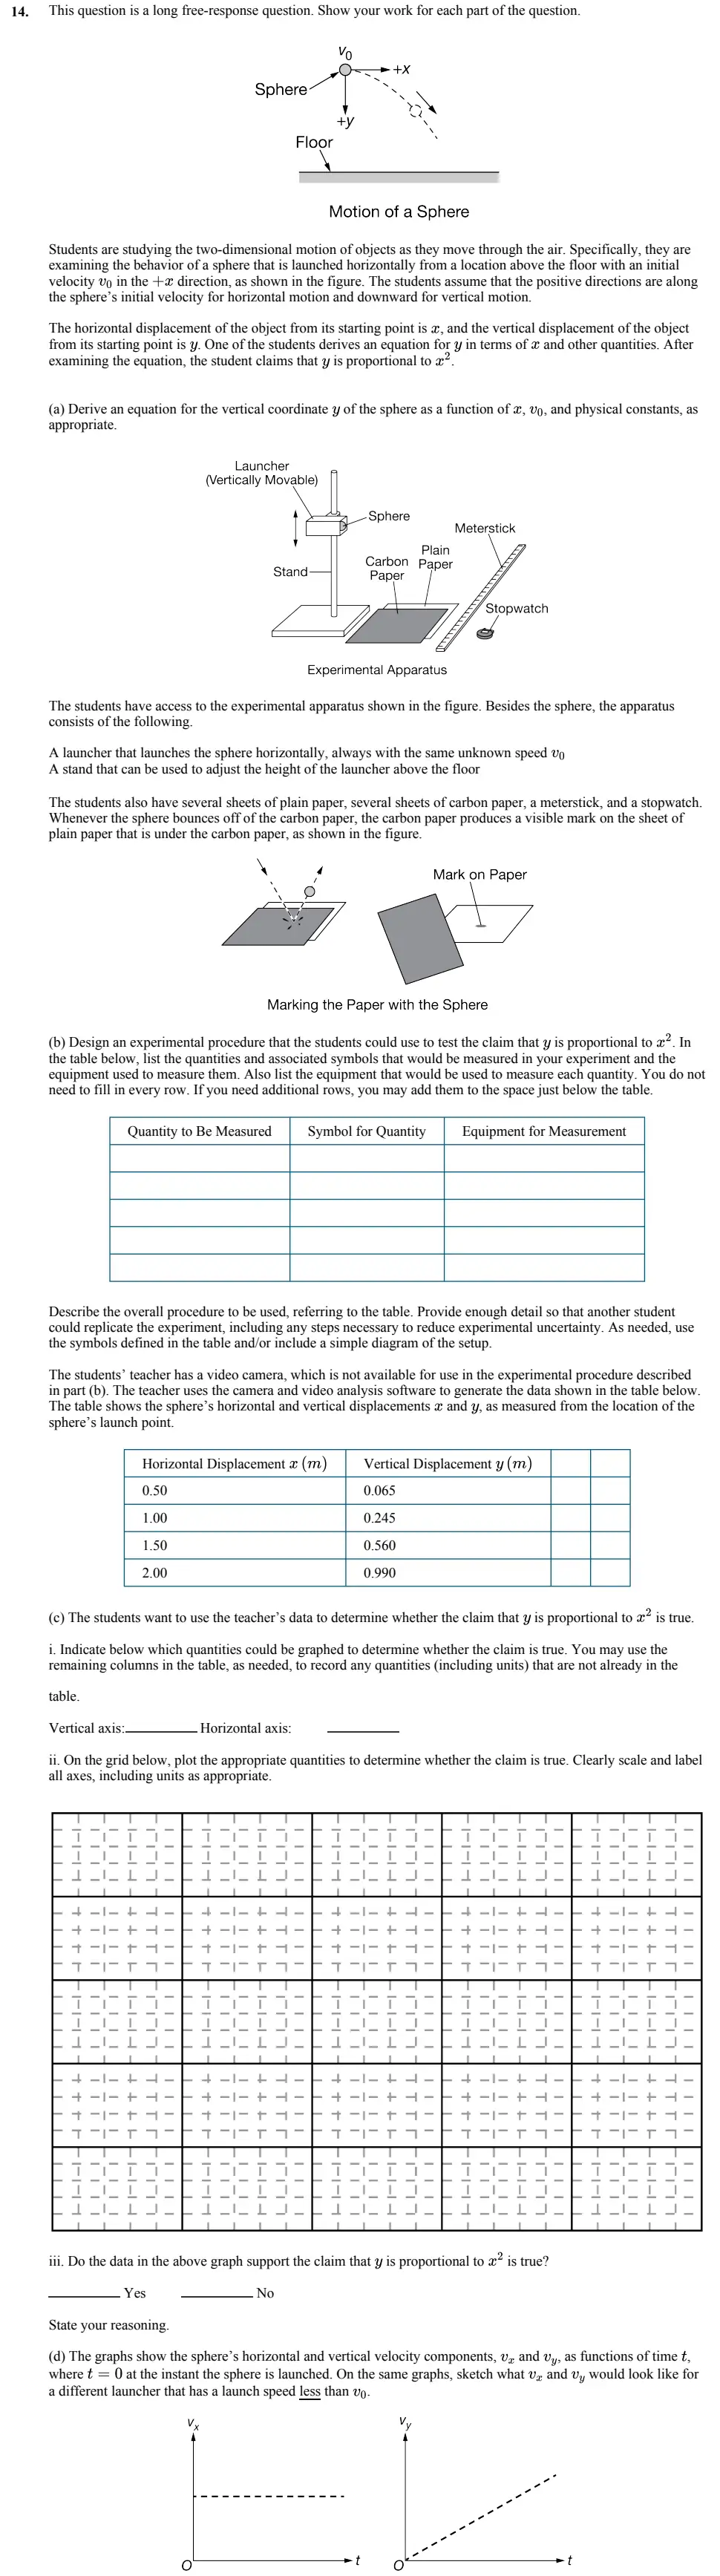 14. This question is a long free-response question. Show your work for each part of the question.
v₀
+x
Sphere
+y
Floor
Motion of a Sphere
Students are studying the two-dimensional motion of objects as they move through the air. Specifically, they are
examining the behavior of a sphere that is launched horizontally from a location above the floor with an initial
velocity v₀ in the +x direction, as shown in the figure. The students assume that the positive directions are along
the sphere's initial velocity for horizontal motion and downward for vertical motion.
The horizontal displacement of the object from its starting point is x, and the vertical displacement of the object
from its starting point is y. One of the students derives an equation for y in terms of x and other quantities. After
examining the equation, the student claims that y is proportional to x².
(a) Derive an equation for the vertical coordinate y of the sphere as a function of x, v₀, and physical constants, as
appropriate.
Launcher
(Vertically Movable)
Sphere
Meterstick
Plain
Paper
Carbon
Paper
Stand
Stopwatch
Experimental Apparatus
The students have access to the experimental apparatus shown in the figure. Besides the sphere, the apparatus
consists of the following.
A launcher that launches the sphere horizontally, always with the same unknown speed v₀
A stand that can be used to adjust the height of the launcher above the floor
The students also have several sheets of plain paper, several sheets of carbon paper, a meterstick, and a stopwatch.
Whenever the sphere bounces off of the carbon paper, the carbon paper produces a visible mark on the sheet of
plain paper that is under the carbon paper, as shown in the figure.
Mark on Paper
Marking the Paper with the Sphere
(b) Design an experimental procedure that the students could use to test the claim that y is proportional to x². In
the table below, list the quantities and associated symbols that would be measured in your experiment and the
equipment used to measure them. Also list the equipment that would be used to measure each quantity. You do not
need to fill in every row. If you need additional rows, you may add them to the space just below the table.
Quantity to Be Measured Symbol for Quantity Equipment for Measurement
Describe the overall procedure to be used, referring to the table. Provide enough detail so that another student
could replicate the experiment, including any steps necessary to reduce experimental uncertainty. As needed, use
the symbols defined in the table and/or include a simple diagram of the setup.
The students' teacher has a video camera, which is not available for use in the experimental procedure described
in part (b). The teacher uses the camera and video analysis software to generate the data shown in the table below.
The table shows the sphere's horizontal and vertical displacements x and y, as measured from the location of the
sphere's launch point.
Horizontal Displacement x (m) Vertical Displacement y (m)
0.50 0.065
1.00 0.245
1.50 0.560
2.00 0.990
(c) The students want to use the teacher's data to determine whether the claim that y is proportional to x² is true.
i. Indicate below which quantities could be graphed to determine whether the claim is true. You may use the
remaining columns in the table, as needed, to record any quantities (including units) that are not already in the
table.
Vertical axis:__________ Horizontal axis: __________
ii. On the grid below, plot the appropriate quantities to determine whether the claim is true. Clearly scale and label
all axes, including units as appropriate.
iii. Do the data in the above graph support the claim that y is proportional to x² is true?
__________ Yes __________ No
State your reasoning.
(d) The graphs show the sphere's horizontal and vertical velocity components, vₓ and v_y, as functions of time t,
where t = 0 at the instant the sphere is launched. On the same graphs, sketch what vₓ and v_y would look like for
a different launcher that has a launch speed less than v₀.
vₓ
v_y
O
t
O
t